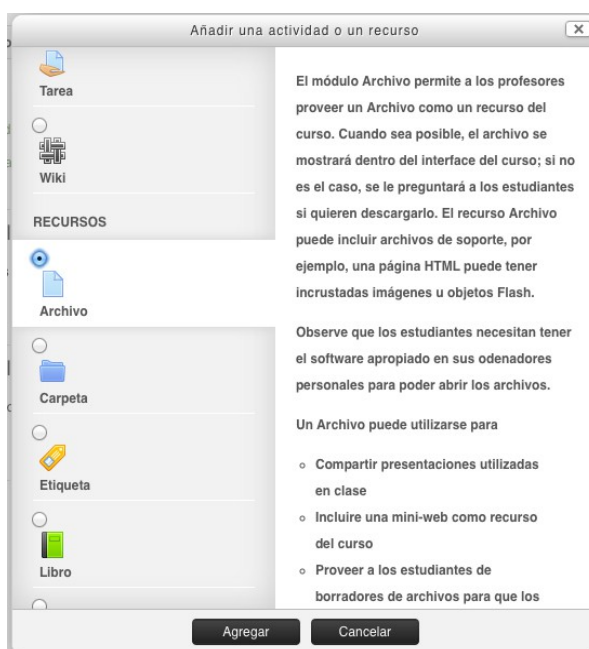 Añadir una actividad o un recurso
Tarea
Wiki
RECURSOS
Archivo
Carpeta
Etiqueta
Libro
El módulo Archivo permite a los profesores
proveer un Archivo como un recurso del
curso. Cuando sea posible, el archivo se
mostrará dentro del interface del curso; si no
es el caso, se le preguntará a los estudiantes
si quieren descargarlo. El recurso Archivo
puede incluir archivos de soporte, por
ejemplo, una página HTML puede tener
incrustadas imágenes u objetos Flash.
Observe que los estudiantes necesitan tener
el software apropiado en sus odenadores
personales para poder abrir los archivos.
Un Archivo puede utilizarse para
Compartir presentaciones utilizadas
en clase
Incluire una mini-web como recurso
del curso
Proveer a los estudiantes de
borradores de archivos para que los
Agregar
Cancelar